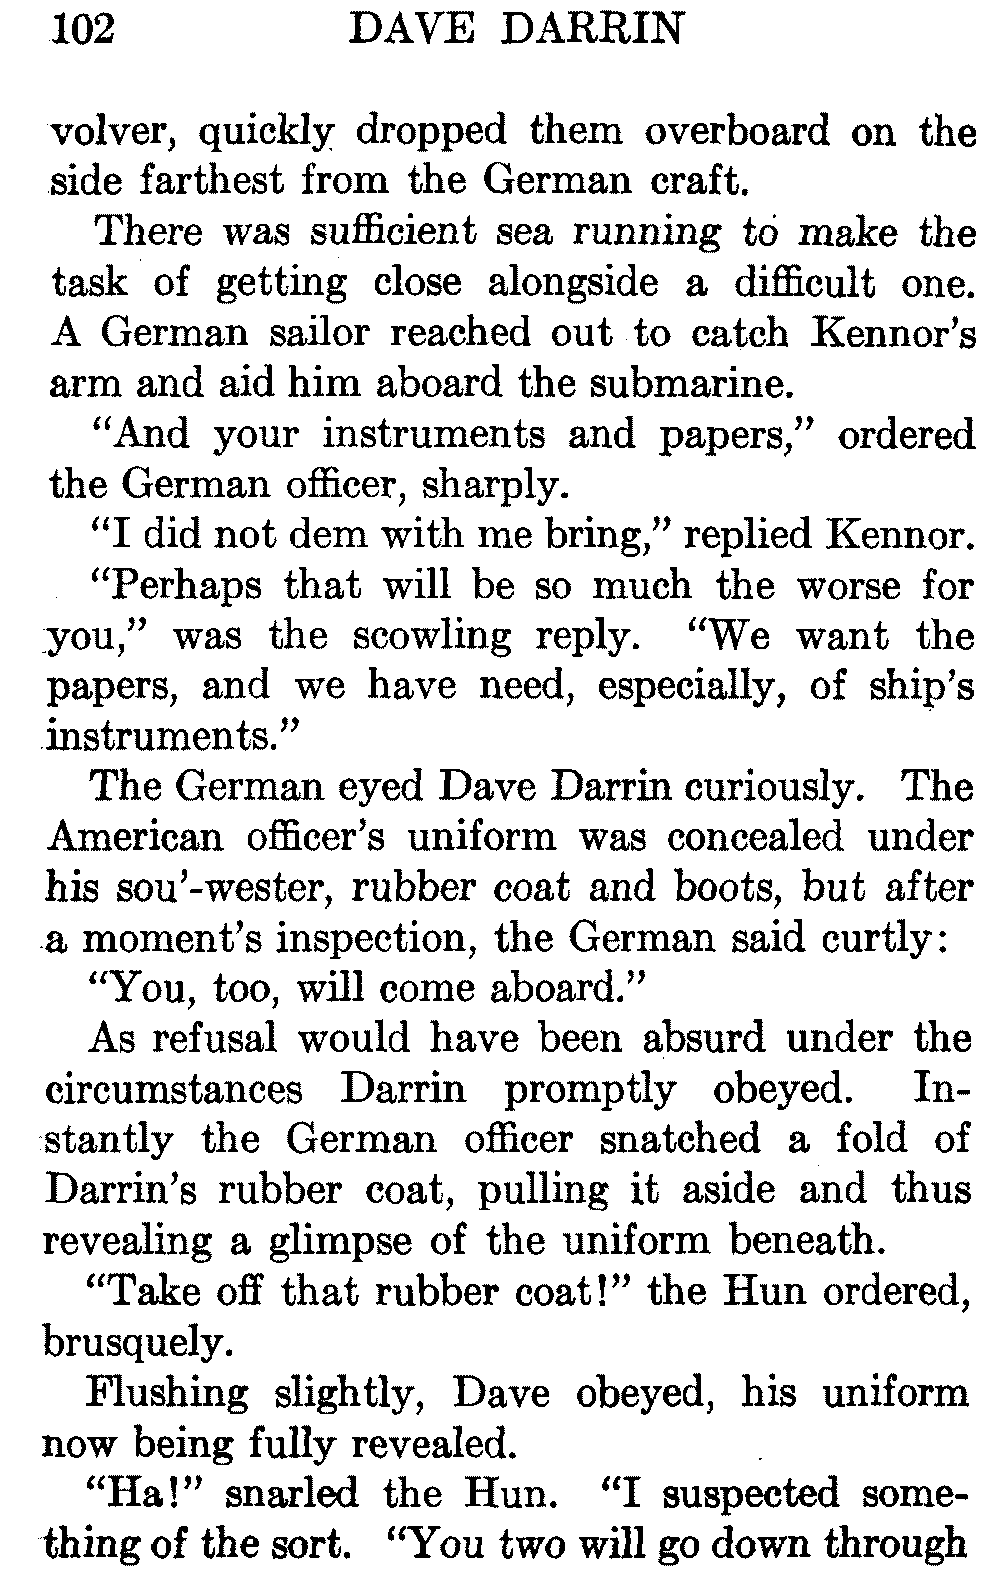 102 DAVE DARRIN
volver, quickly dropped them overboard on the
side farthest from the German craft.
There was sufficient sea running to make the
task of getting close alongside a difficult one.
A German sailor reached out to catch Kennor's
arm and aid him aboard the submarine.
“And your instruments and papers,” ordered
the German officer, sharply.
“I did not dem with me bring,” replied Kennor.
“Perhaps that will be so much the worse for
you,” was the scowling reply. “We want the
papers, and we have need, especially, of ship's
instruments.”
The German eyed Dave Darrin curiously. The
American officer's uniform was concealed under
his sou'-wester, rubber coat and boots, but after
a moment's inspection, the German said curtly:
“You, too, will come aboard.”
As refusal would have been absurd under the
circumstances Darrin promptly obeyed. In-
stantly the German officer snatched a fold of
Darrin's rubber coat, pulling it aside and thus
revealing a glimpse of the uniform beneath.
“Take off that rubber coat!” the Hun ordered,
brusquely.
Flushing slightly, Dave obeyed, his uniform
now being fully revealed.
“Ha!” snarled the Hun. “I suspected some-
thing of the sort. “You two will go down through